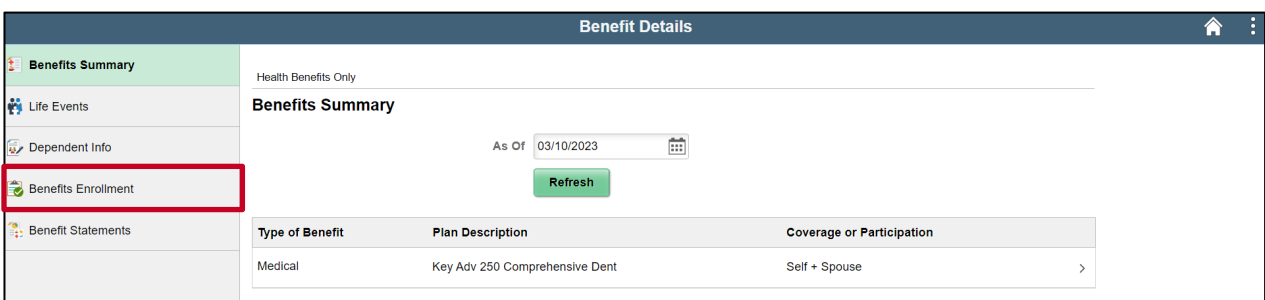 Benefit Details
Benefits Summary
Life Events
Dependent Info
Benefits Enrollment
Benefit Statements
Health Benefits Only
Benefits Summary
As Of 03/10/2023
Refresh
Type of Benefit Plan Description Coverage or Participation
Medical Key Adv 250 Comprehensive Dent Self + Spouse